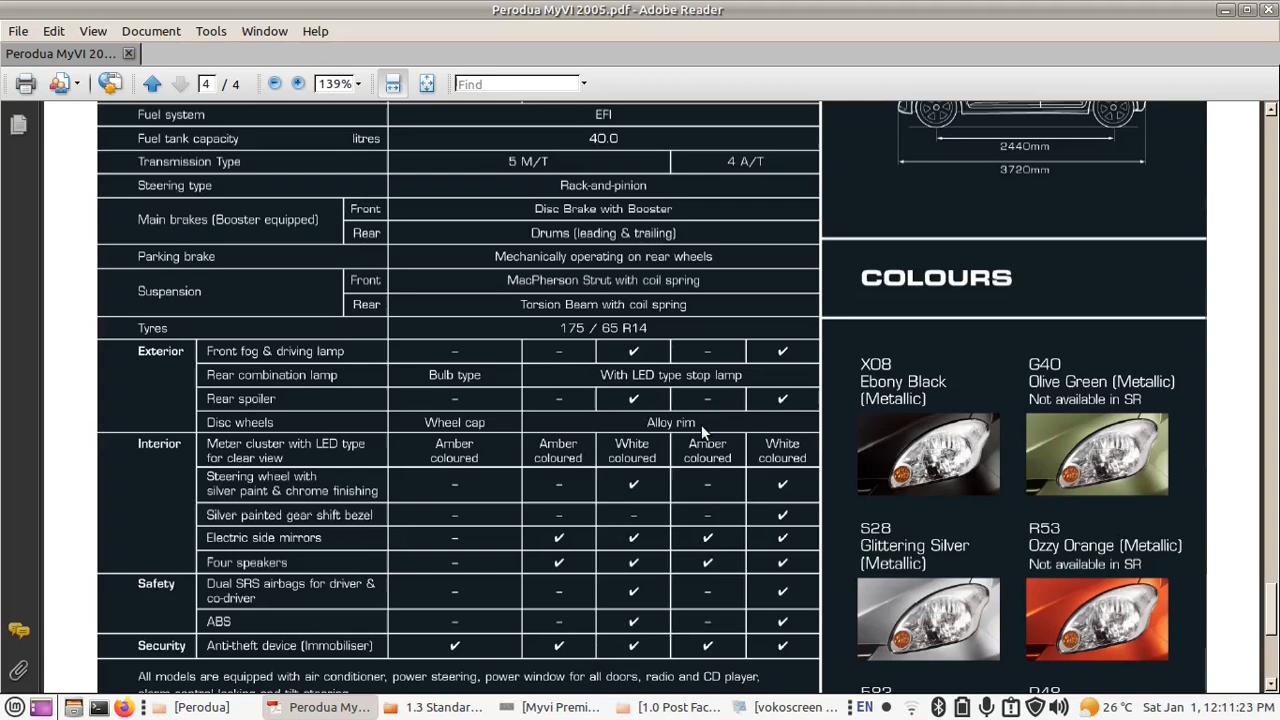 Perodua MyVI 2005.pdf - Adobe Reader
File Edit View Document Tools Window Help
Perodua MyVI 20...
4 / 4 139% Find
Fuel system EFI
Fuel tank capacity litres 40.0
Transmission Type 5 M/T 4 A/T
Steering type Rack-and-pinion
Main brakes (Booster equipped) Front Disc Brake with Booster
Rear Drums (leading & trailing)
Parking brake Mechanically operating on rear wheels
Suspension Front MacPherson Strut with coil spring
Rear Torsion Beam with coil spring
Tyres 175 / 65 R14
Exterior Front fog & driving lamp – – ✓ – ✓
Rear combination lamp Bulb type With LED type stop lamp
Rear spoiler – – ✓ – ✓
Disc wheels Wheel cap Alloy rim
Interior Meter cluster with LED type Amber Amber White Amber White
for clear view coloured coloured coloured coloured coloured
Steering wheel with
silver paint & chrome finishing – – ✓ – ✓
Silver painted gear shift bezel – – – – ✓
Electric side mirrors – ✓ ✓ ✓ ✓
Four speakers – ✓ ✓ ✓ ✓
Safety Dual SRS airbags for driver &
co-driver – – ✓ – ✓
ABS – – ✓ – ✓
Security Anti-theft device (Immobiliser) ✓ ✓ ✓ ✓ ✓
All models are equipped with air conditioner, power steering, power window for all doors, radio and CD player,
2440mm
3720mm
COLOURS
X08
Ebony Black
(Metallic)
G40
Olive Green (Metallic)
Not available in SR
S28
Glittering Silver
(Metallic)
R53
Ozzy Orange (Metallic)
Not available in SR
[Perodua] Perodua My... 1.3 Standar... [Myvi Premi... [1.0 Post Fac... [vokoscreen ... EN 26 °C Sat Jan 1, 12:11:23 PM